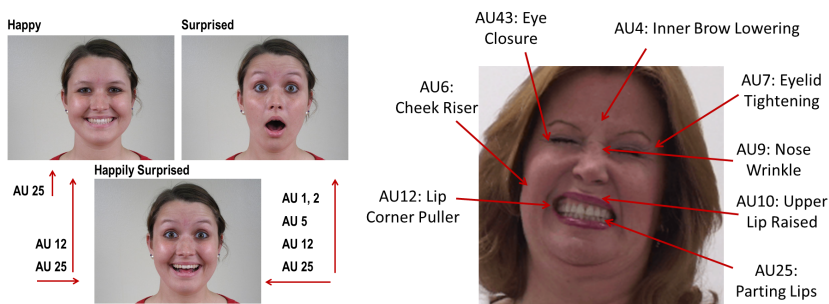 Happy
Surprised
Happily Surprised
AU 25
AU 12
AU 25
AU 1, 2
AU 5
AU 12
AU 25
AU43: Eye
Closure
AU4: Inner Brow Lowering
AU6:
Cheek Riser
AU7: Eyelid
Tightening
AU9: Nose
Wrinkle
AU12: Lip
Corner Puller
AU10: Upper
Lip Raised
AU25:
Parting Lips